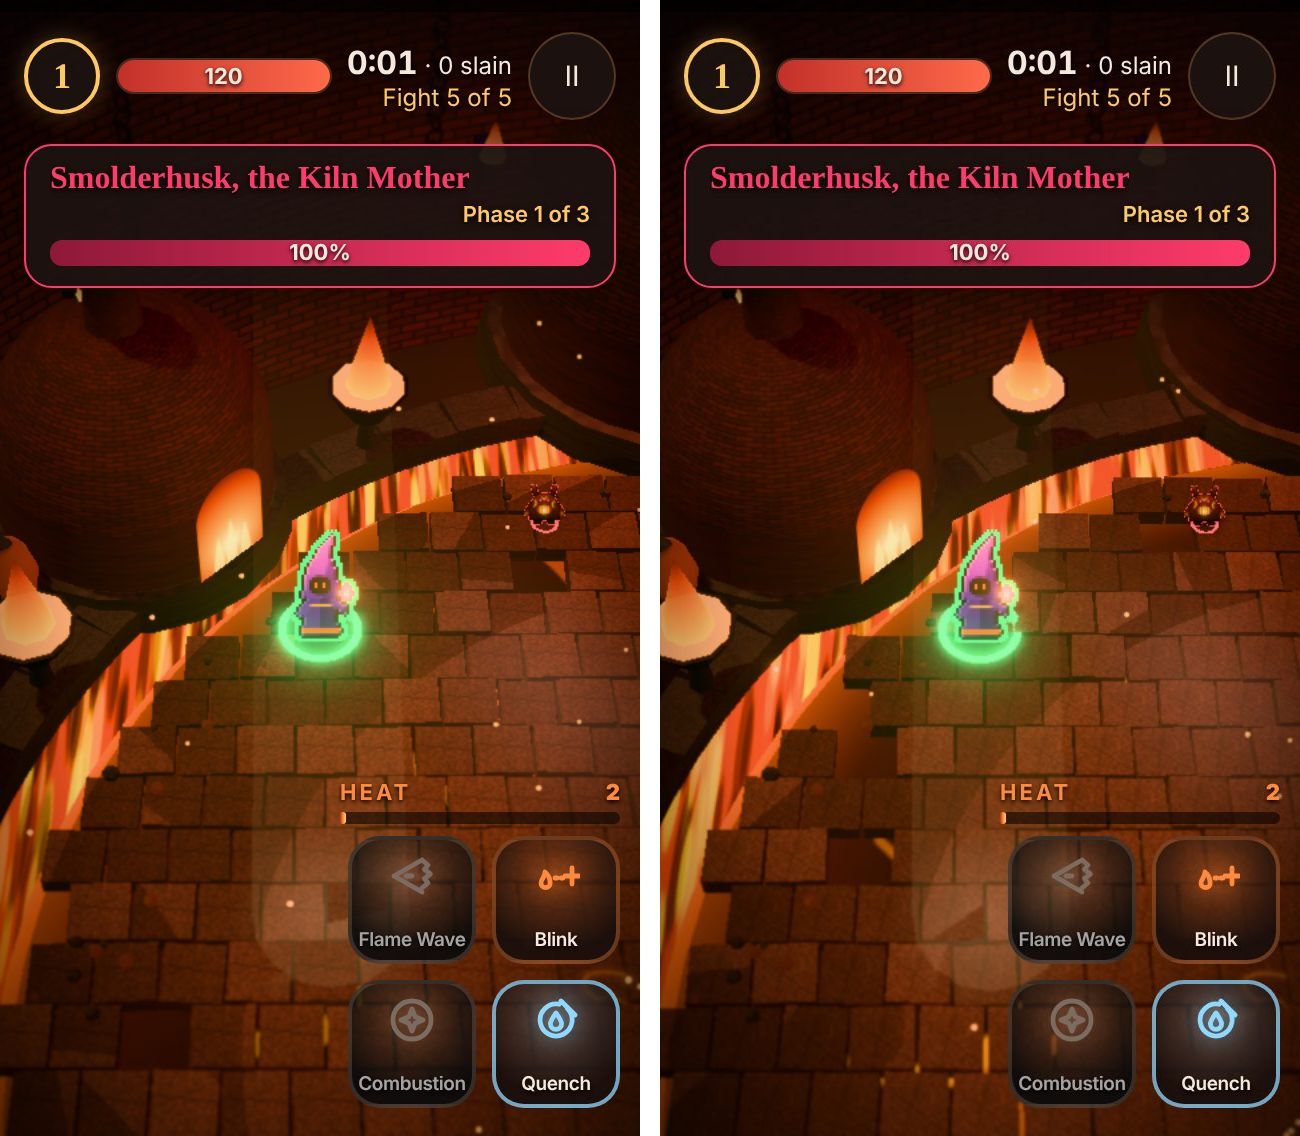 1
120
0:01 · 0 slain
Fight 5 of 5
Smolderhusk, the Kiln Mother
Phase 1 of 3
100%
HEAT 2
Flame Wave
Blink
Combustion
Quench
1
120
0:01 · 0 slain
Fight 5 of 5
Smolderhusk, the Kiln Mother
Phase 1 of 3
100%
HEAT 2
Flame Wave
Blink
Combustion
Quench